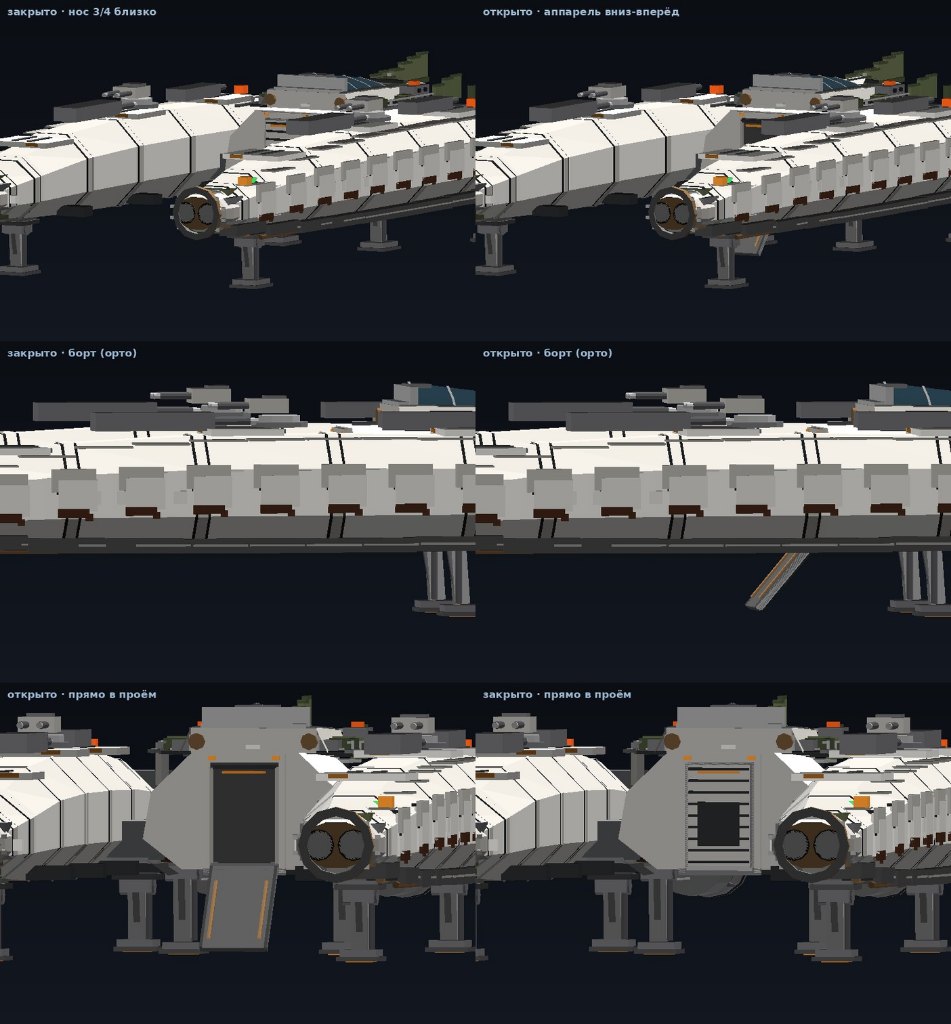 закрыто · нос 3/4 близко
открыто · аппарель вниз-вперёд
закрыто · борт (орто)
открыто · борт (орто)
открыто · прямо в проём
закрыто · прямо в проём